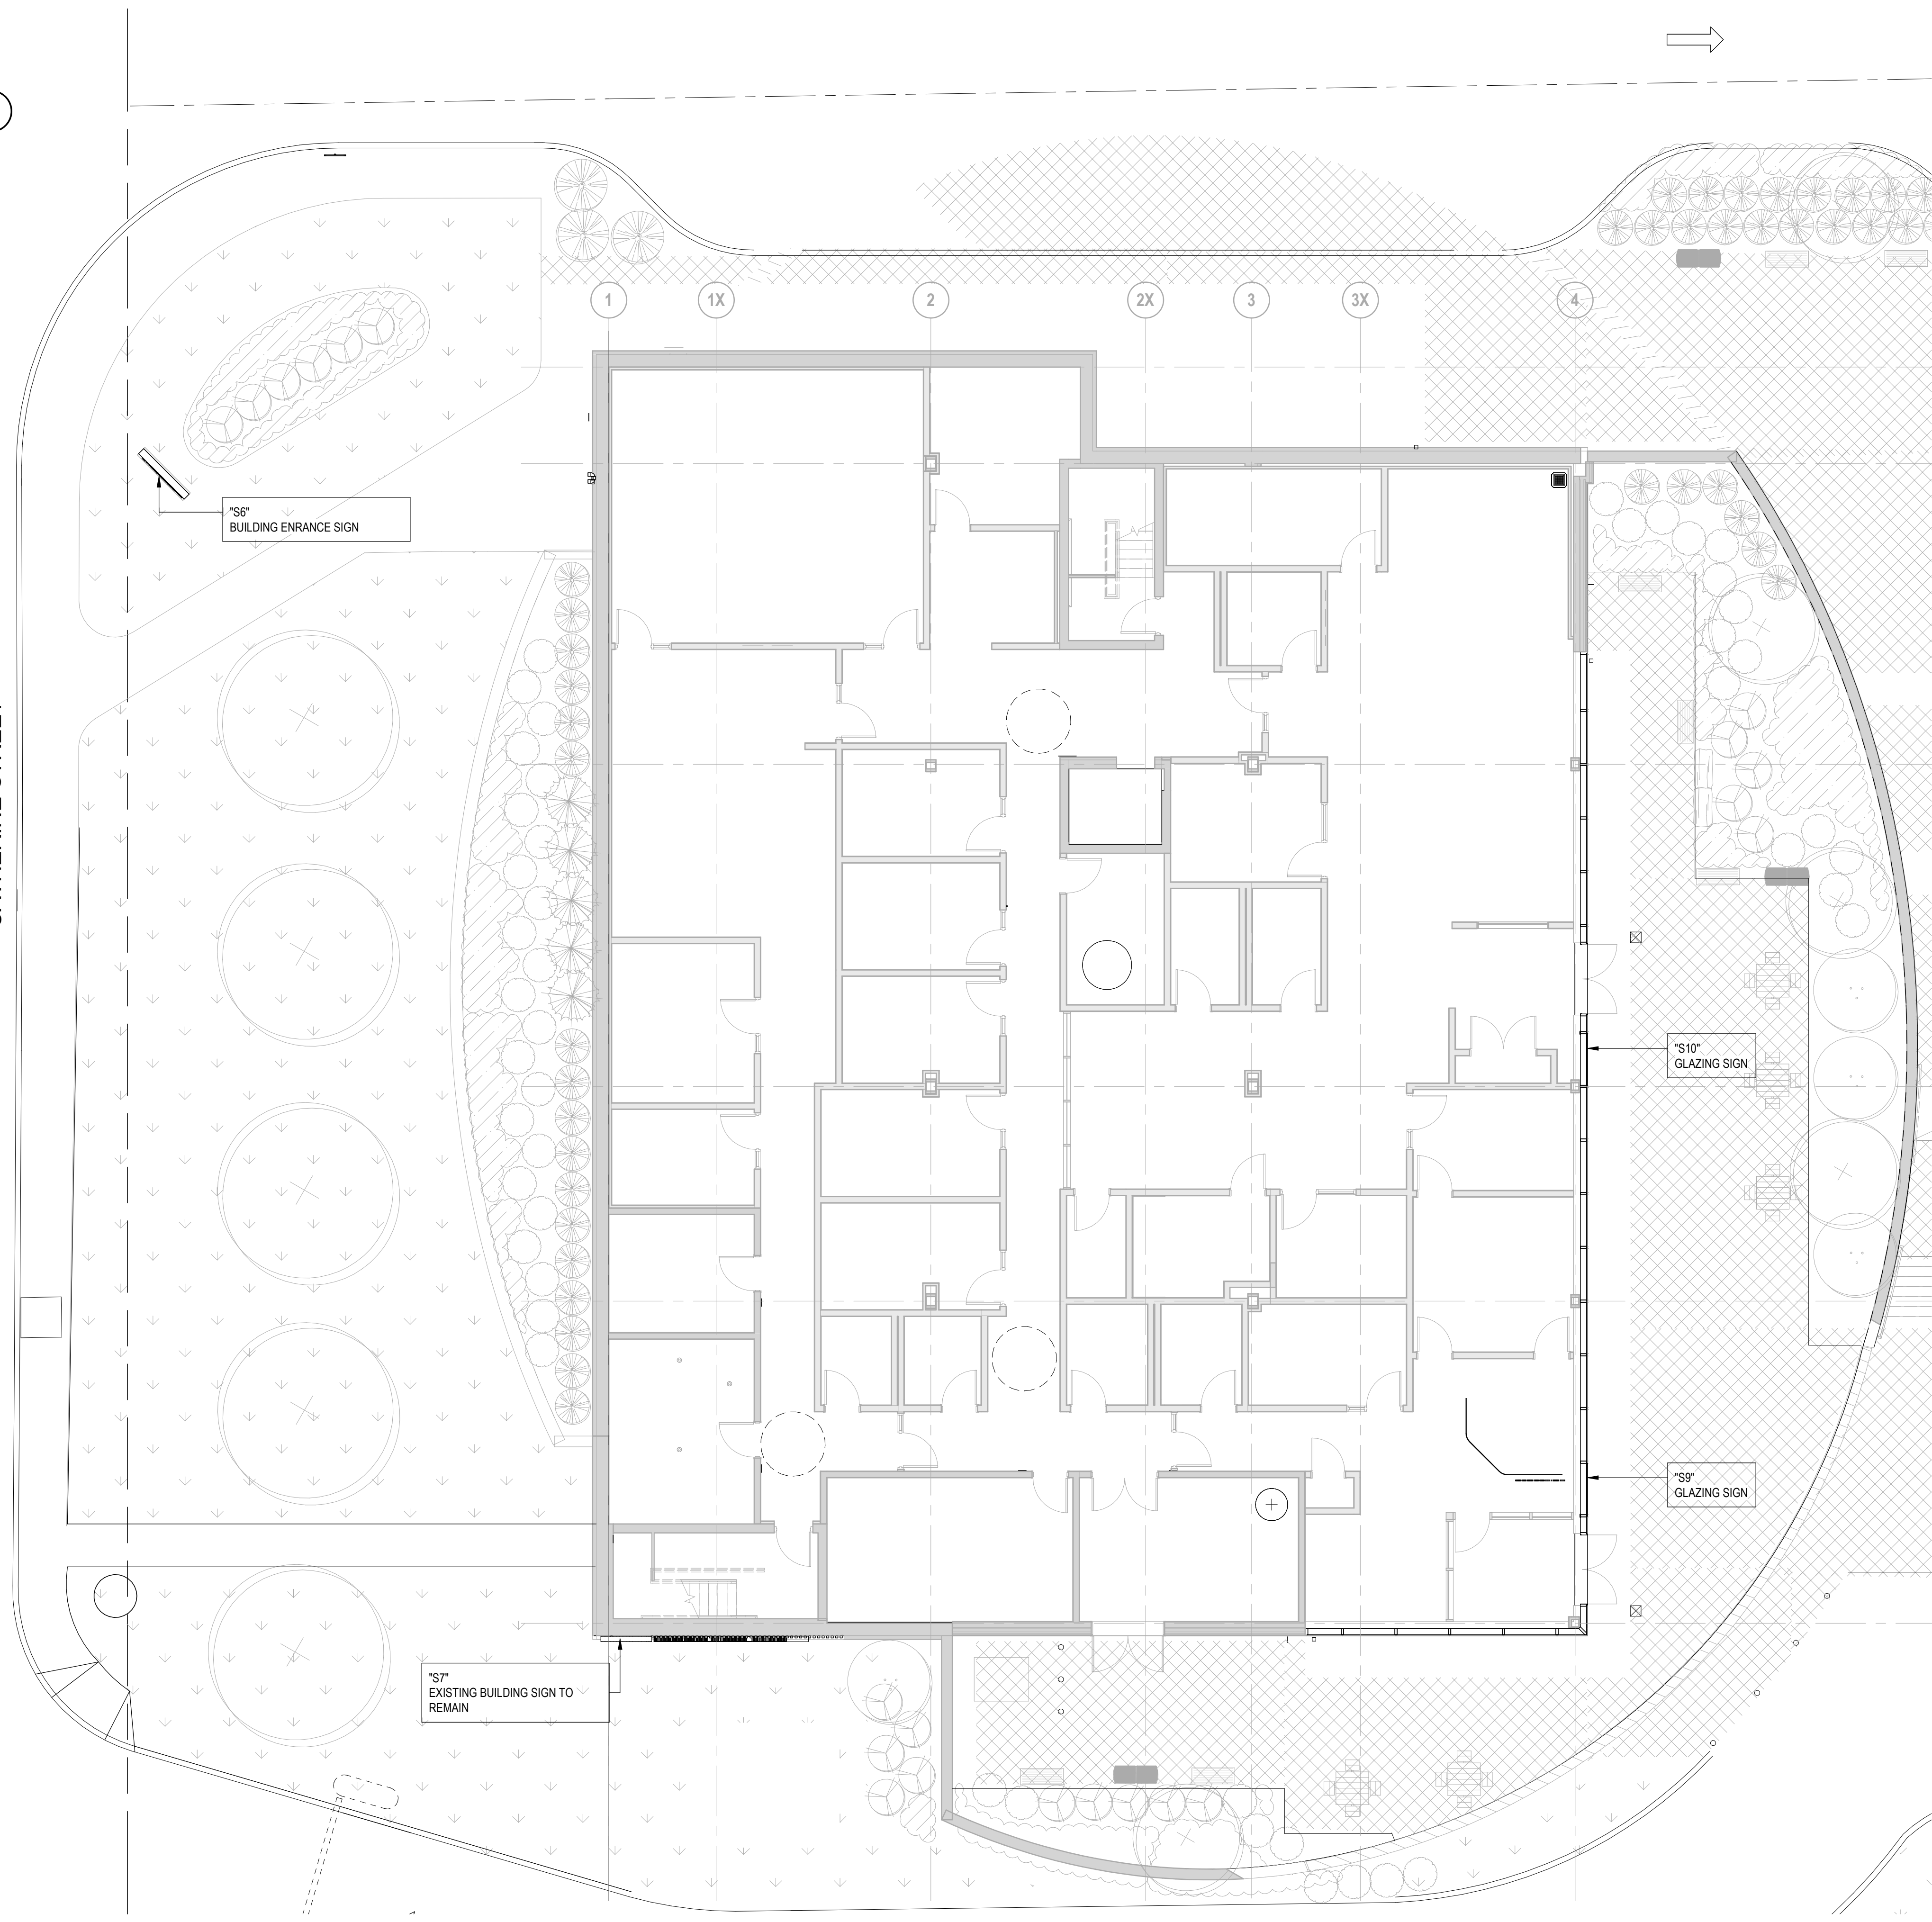 1
1X
2
2X
3
3X
4
"S6"
BUILDING ENRANCE SIGN
"S10"
GLAZING SIGN
"S9"
GLAZING SIGN
"S7"
EXISTING BUILDING SIGN TO
REMAIN